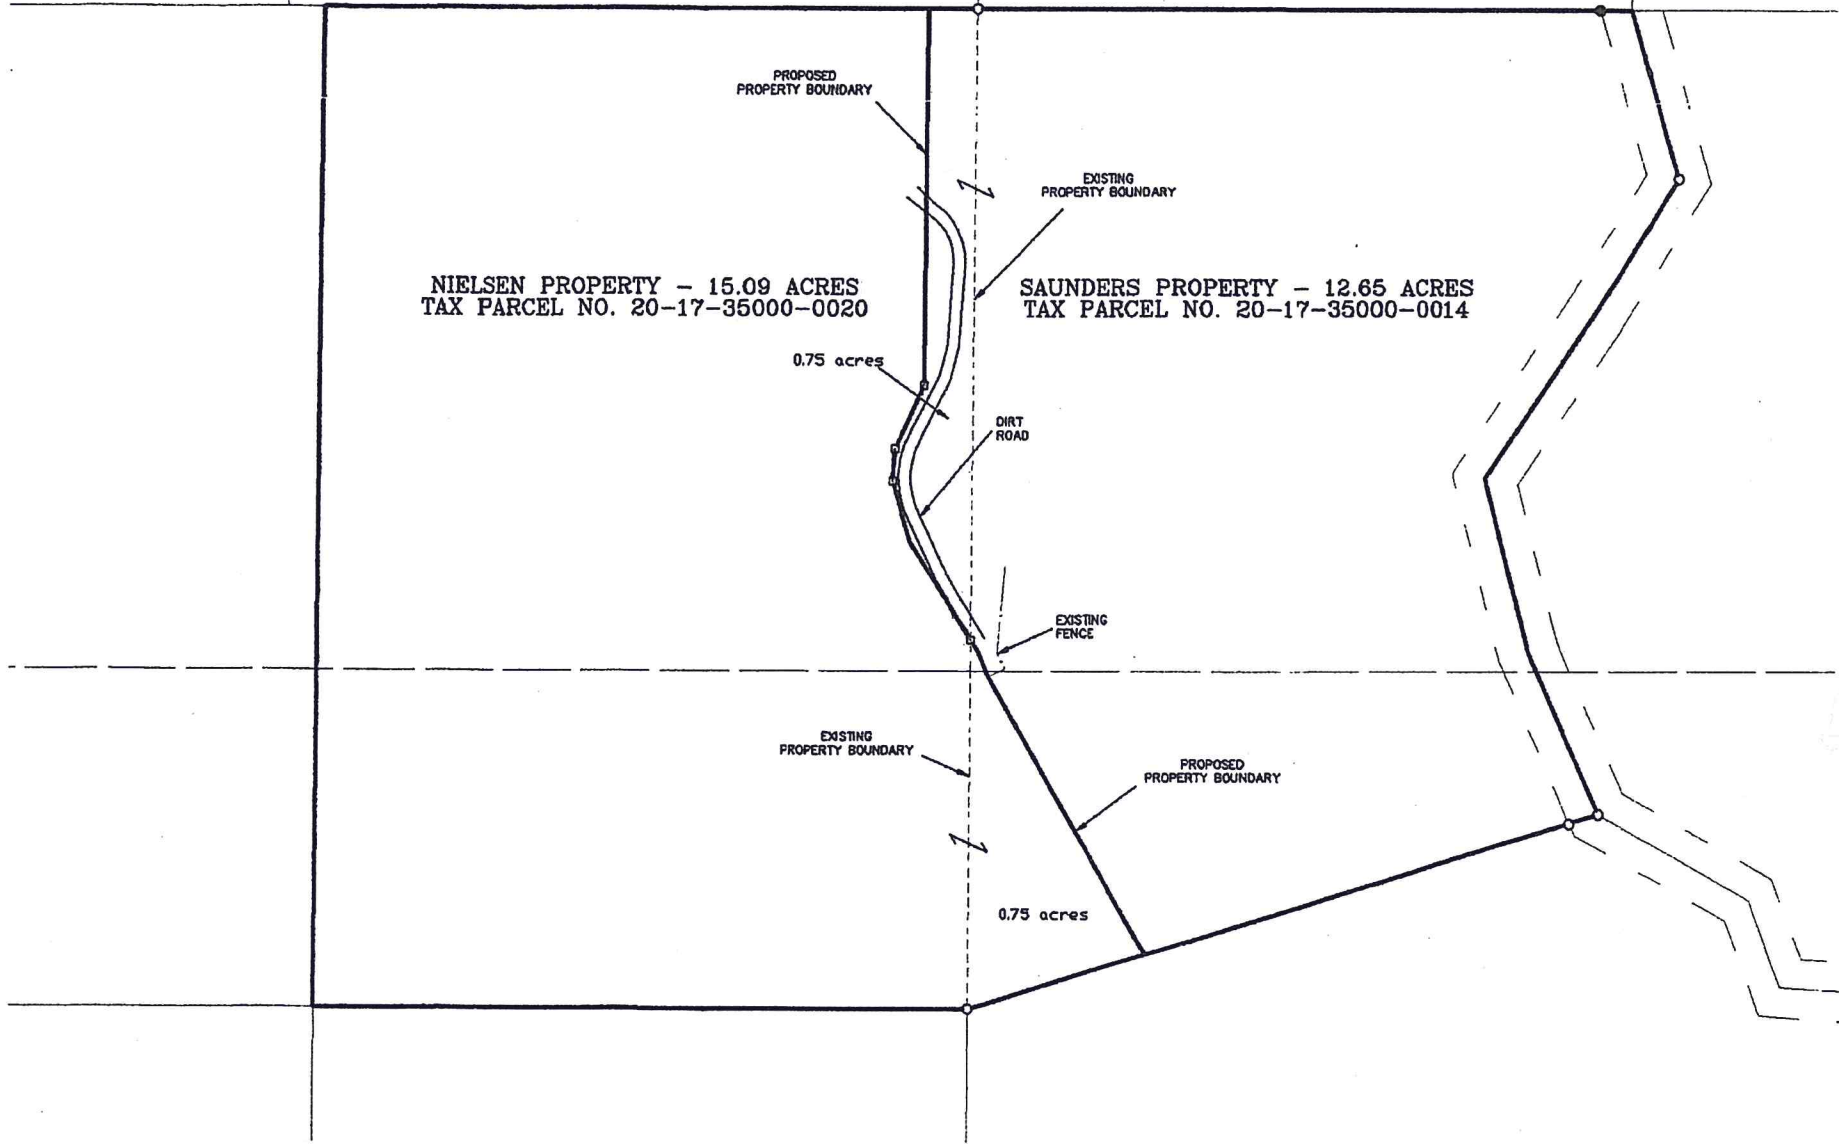 PROPOSED
PROPERTY BOUNDARY
EXISTING
PROPERTY BOUNDARY
NIELSEN PROPERTY – 15.09 ACRES
TAX PARCEL NO. 20-17-35000-0020
SAUNDERS PROPERTY – 12.65 ACRES
TAX PARCEL NO. 20-17-35000-0014
0.75 acres
DIRT
ROAD
EXISTING
FENCE
EXISTING
PROPERTY BOUNDARY
PROPOSED
PROPERTY BOUNDARY
0.75 acres